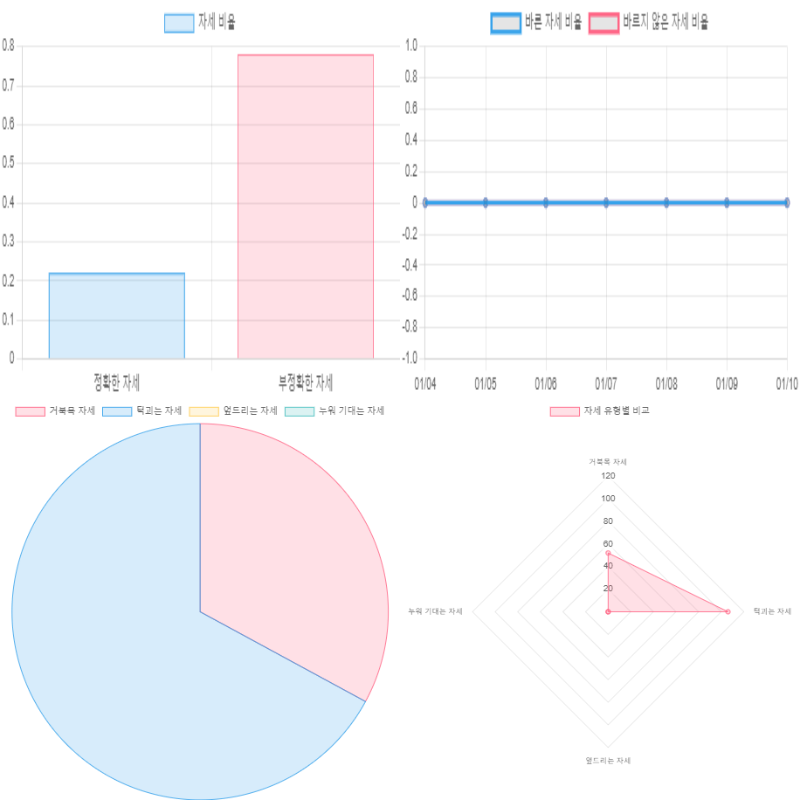 자세 비율
0.8
0.7
0.6
0.5
0.4
0.3
0.2
0.1
0
정확한 자세 부정확한 자세
바른 자세 비율 바르지 않은 자세 비율
1.0
0.8
0.6
0.4
0.2
0
-0.2
-0.4
-0.6
-0.8
-1.0
01/04 01/05 01/06 01/07 01/08 01/09 01/10
거북목 자세 턱괴는 자세 엎드리는 자세 누워 기대는 자세
자세 유형별 비교
거북목 자세
120
100
80
60
40
20
누워 기대는 자세 턱괴는 자세
엎드리는 자세